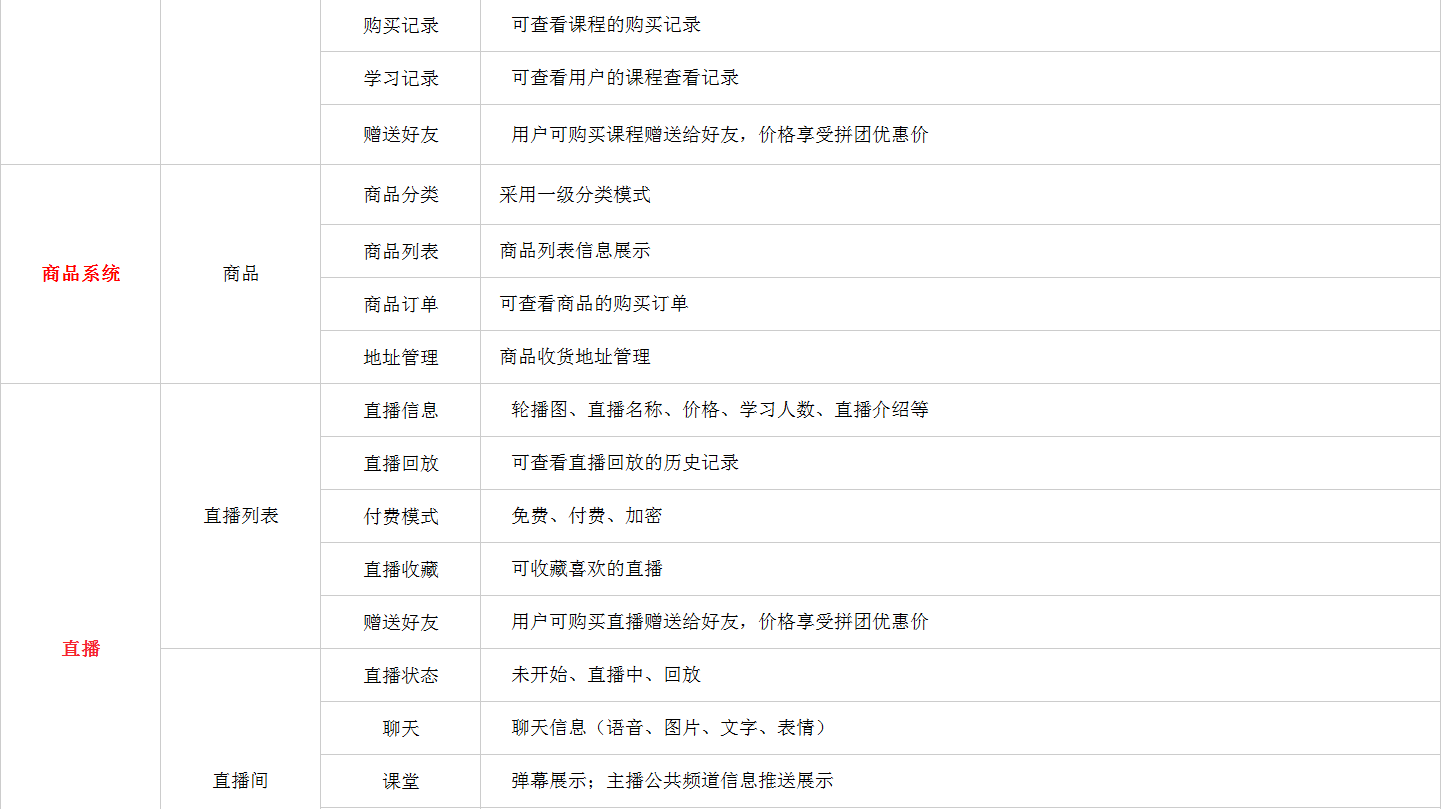 购买记录 可查看课程的购买记录
学习记录 可查看用户的课程查看记录
赠送好友 用户可购买课程赠送给好友，价格享受拼团优惠价
商品系统 商品
商品分类 采用一级分类模式
商品列表 商品列表信息展示
商品订单 可查看商品的购买订单
地址管理 商品收货地址管理
直播
直播列表
直播信息 轮播图、直播名称、价格、学习人数、直播介绍等
直播回放 可查看直播回放的历史记录
付费模式 免费、付费、加密
直播收藏 可收藏喜欢的直播
赠送好友 用户可购买直播赠送给好友，价格享受拼团优惠价
直播间
直播状态 未开始、直播中、回放
聊天 聊天信息（语音、图片、文字、表情）
课堂 弹幕展示；主播公共频道信息推送展示